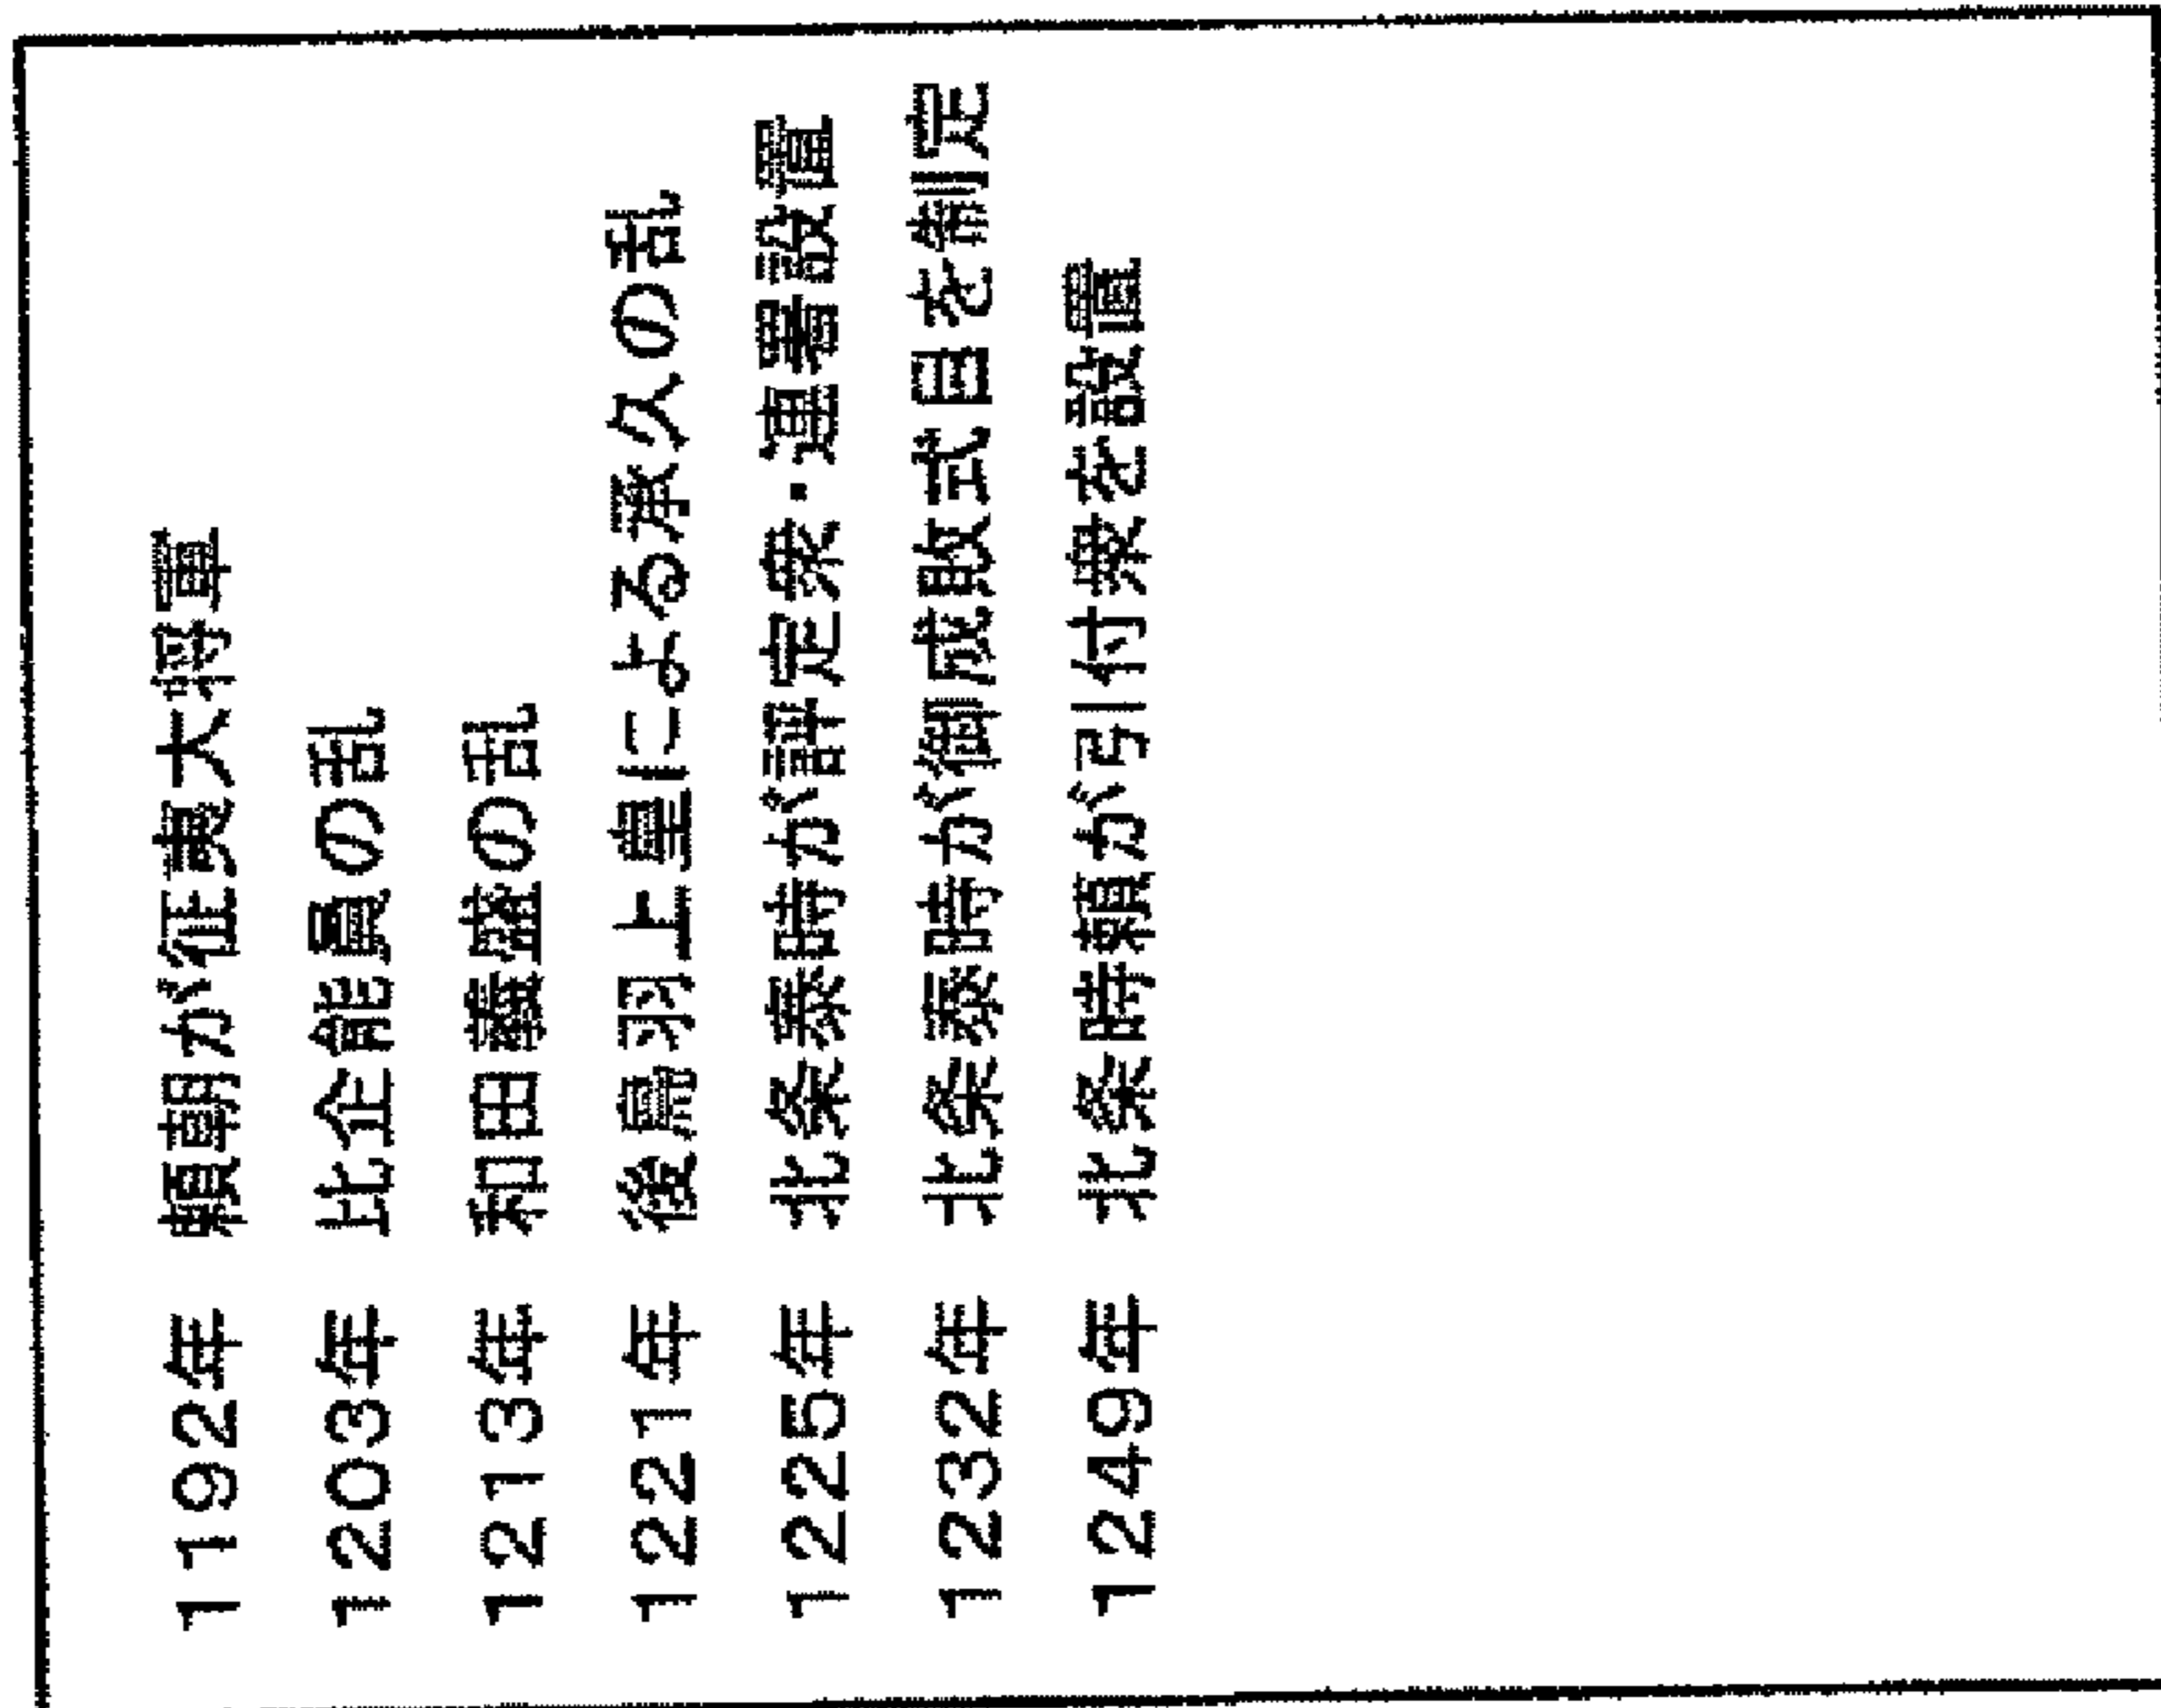 1192年 頼朝が征夷大将軍
1203年 比企能員の乱
1213年 和田義盛の乱
1221年 後鳥羽上皇による承久の乱
1225年 北条泰時が評定衆・連署設置
1232年 北条泰時が御成敗式目を制定
1249年 北条時頼が引付衆を設置